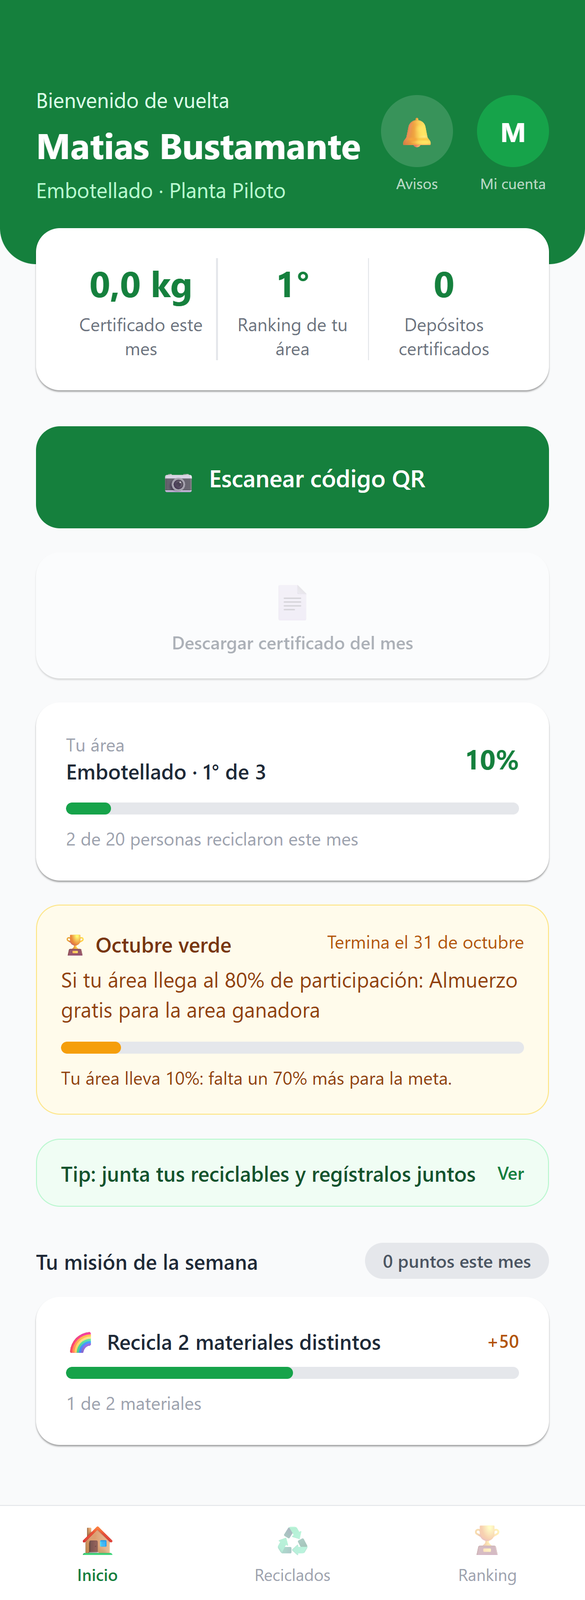 Bienvenido de vuelta
Matias Bustamante
Embotellado · Planta Piloto
Avisos
M
Mi cuenta
0,0 kg
Certificado este
mes
1°
Ranking de tu
área
0
Depósitos
certificados
Escanear código QR
Descargar certificado del mes
Tu área
Embotellado · 1° de 3
10%
2 de 20 personas reciclaron este mes
Octubre verde
Termina el 31 de octubre
Si tu área llega al 80% de participación: Almuerzo
gratis para la area ganadora
Tu área lleva 10%: falta un 70% más para la meta.
Tip: junta tus reciclables y regístralos juntos
Ver
Tu misión de la semana
0 puntos este mes
Recicla 2 materiales distintos
+50
1 de 2 materiales
Inicio
Reciclados
Ranking